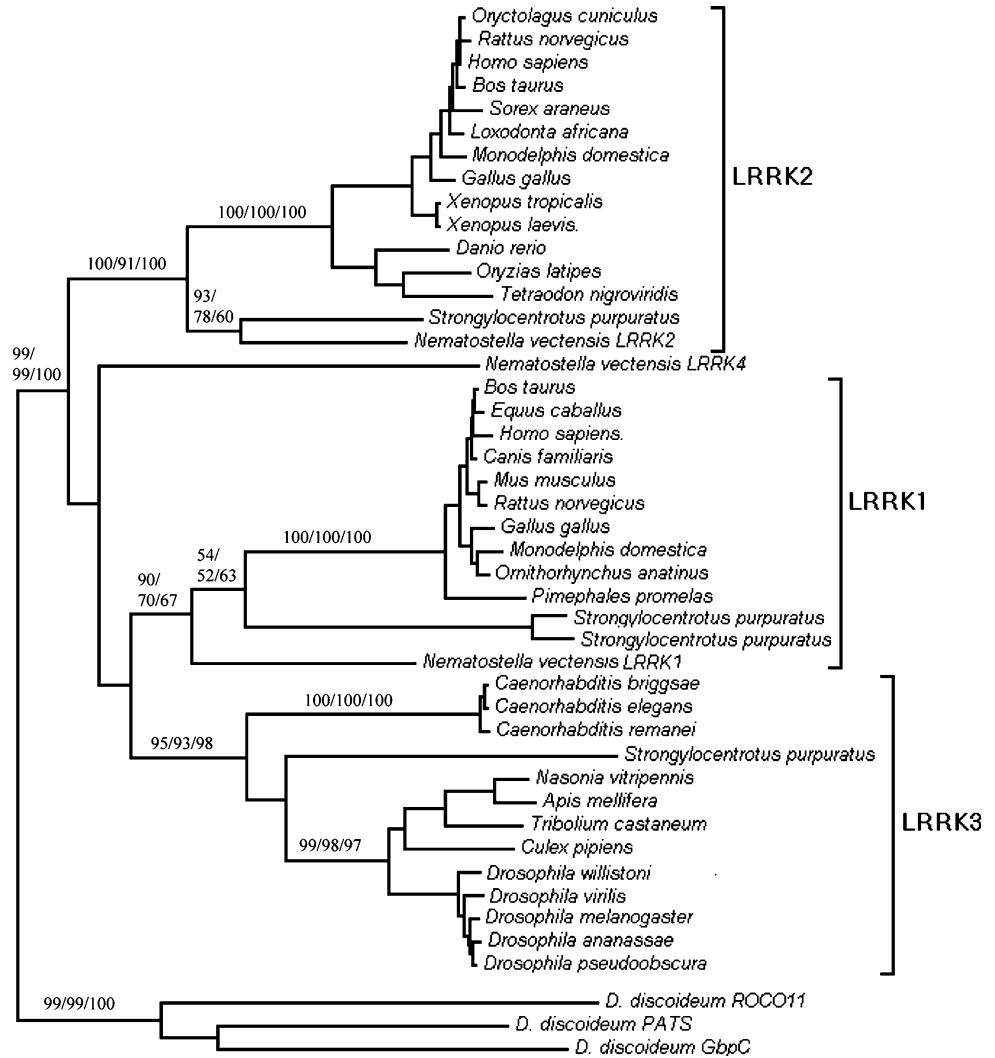 Oryctolagus cuniculus
Rattus norvegicus
Homo sapiens
Bos taurus
Sorex araneus
Loxodonta africana
Monodelphis domestica
LRRK2
Gallus gallus
Xenopus tropicalis
100/100/100
Xenopus laevis.
Danio rerio
100/91/100
Oryzias latipes
93/
78/60
Tetraodon nigroviridis
Strongylocentrotus purpuratus
Nematostella vectensis LRRK2
99/
99/100
Nematostella vectensis LRRK4
Bos taurus
Equus caballus
Homo sapiens.
Canis familiaris
Mus musculus
Rattus norvegicus
LRRK1
Gallus gallus
100/100/100
Monodelphis domestica
54/
52/63
Ornithorhynchus anatinus
90/
70/67
Pimephales promelas
Strongylocentrotus purpuratus
Strongylocentrotus purpuratus
Nematostella vectensis LRRK1
Caenorhabditis briggsae
100/100/100
Caenorhabditis elegans
Caenorhabditis remanei
95/93/98
Strongylocentrotus purpuratus
Nasonia vitripennis
Apis mellifera
Tribolium castaneum
LRRK3
99/98/97
Culex pipiens
Drosophila willistoni
Drosophila virilis
Drosophila melanogaster
Drosophila ananassae
Drosophila pseudoobscura
99/99/100
D. discoideum ROCO11
D. discoideum PATS
D. discoideum GbpC